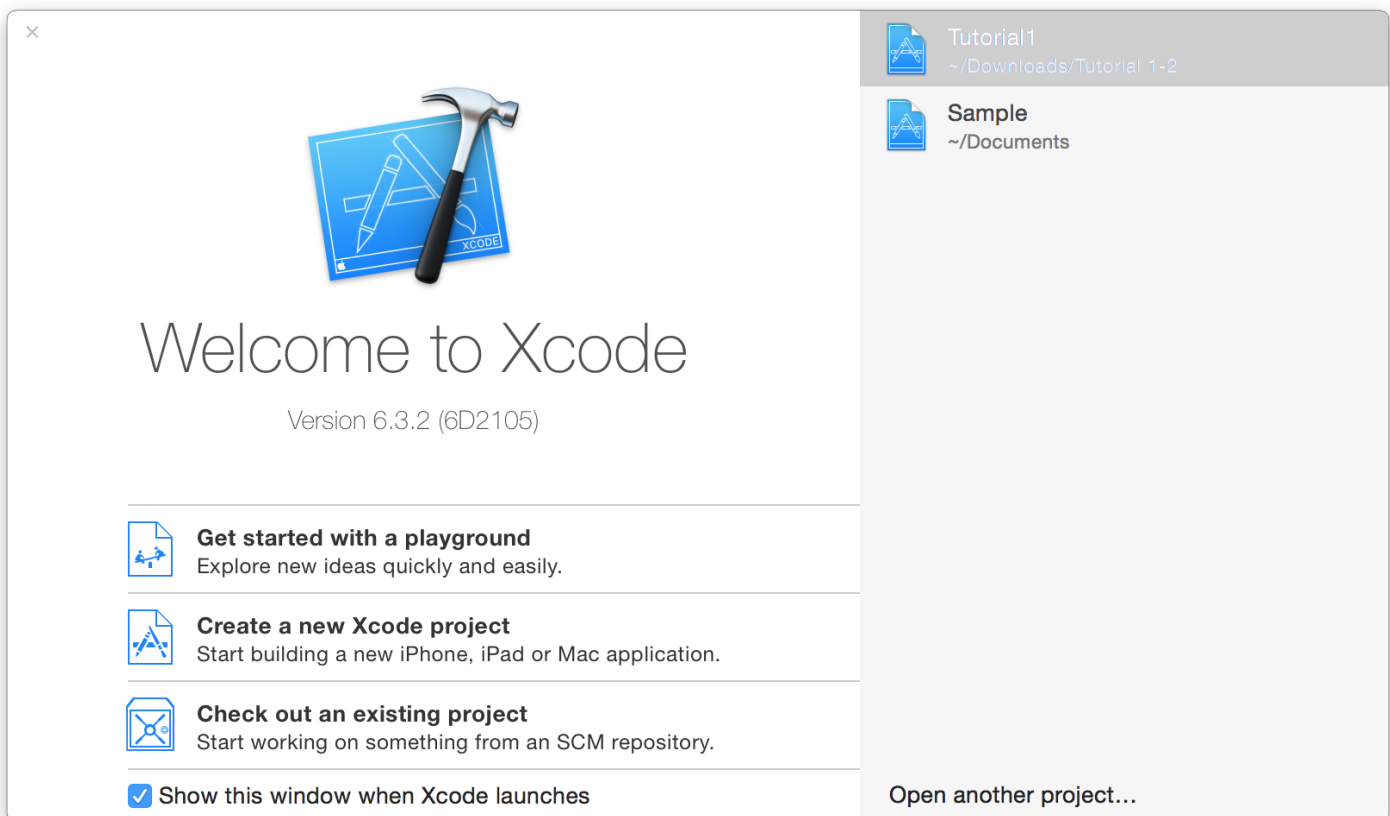 Tutorial1
~/Downloads/Tutorial 1-2
Sample
~/Documents
XCODE
Welcome to Xcode
Version 6.3.2 (6D2105)
Get started with a playground
Explore new ideas quickly and easily.
Create a new Xcode project
Start building a new iPhone, iPad or Mac application.
Check out an existing project
Start working on something from an SCM repository.
Show this window when Xcode launches
Open another project...